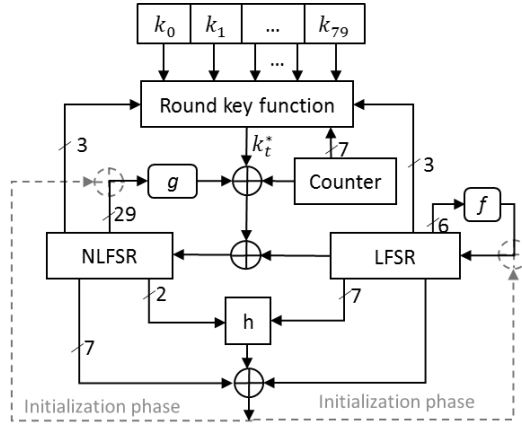 k₀ k₁ ... k₇₉
...
Round key function
3
k*ₜ
7
3
g
Counter
f
29
6
NLFSR
LFSR
2
7
h
7
Initialization phase
Initialization phase